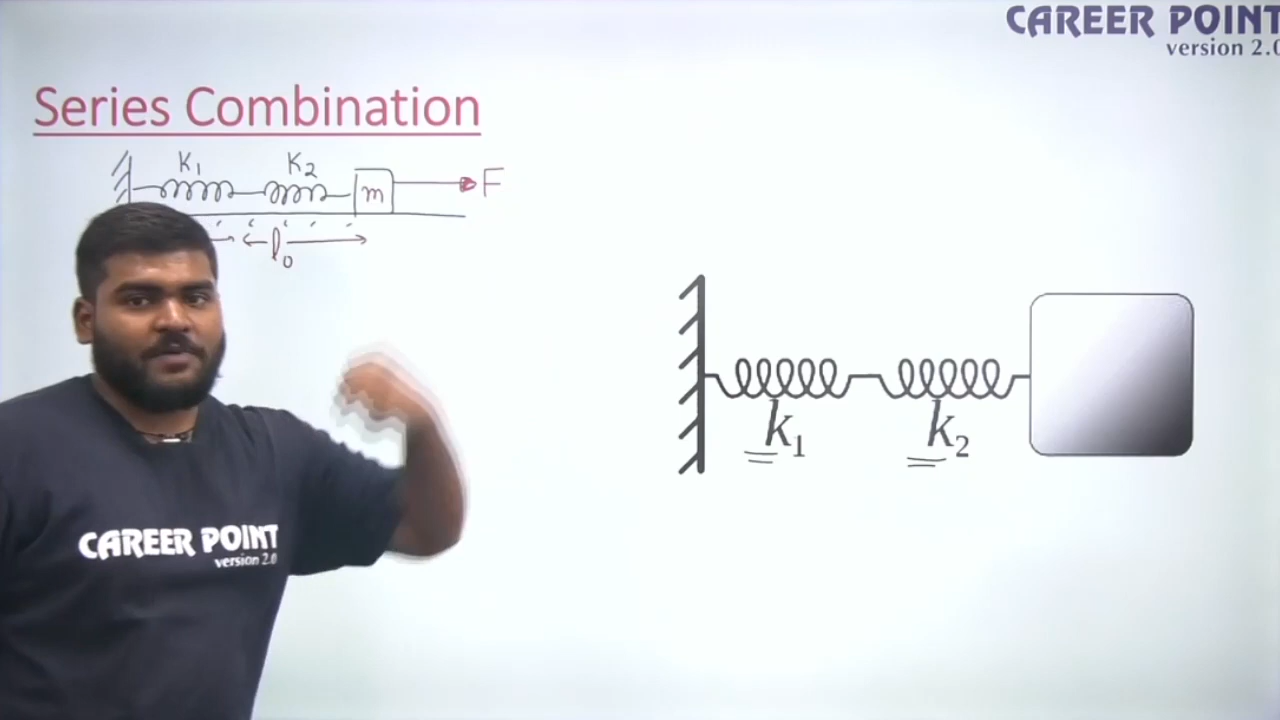 CAREER POINT
version 2.0
Series Combination
K1 K2
m F
l0
k1 k2
CAREER POINT
version 2.0